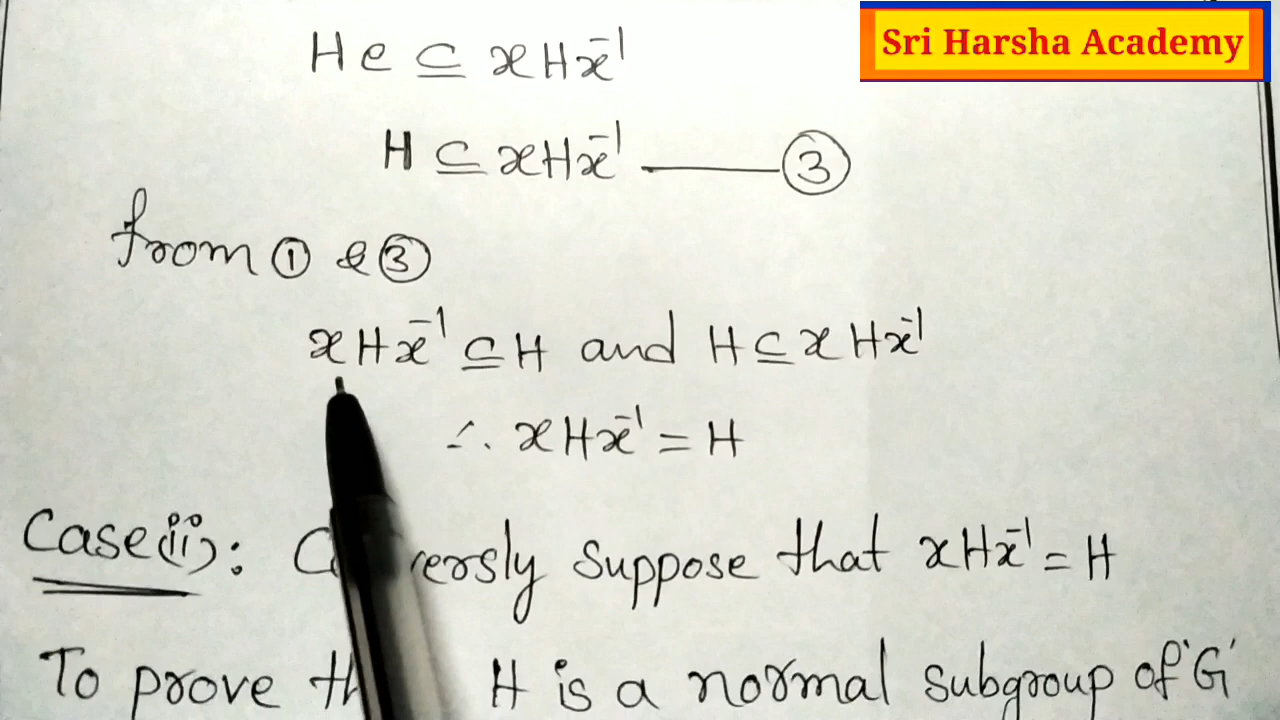 Sri Harsha Academy
He ⊆ xHx⁻¹
H ⊆ xHx⁻¹ —— ③
from ① & ③
xHx⁻¹ ⊆ H and H ⊆ xHx⁻¹
∴ xHx⁻¹ = H
Case(ii): suppose that xHx⁻¹ = H
To prove H is a normal subgroup of 'G'